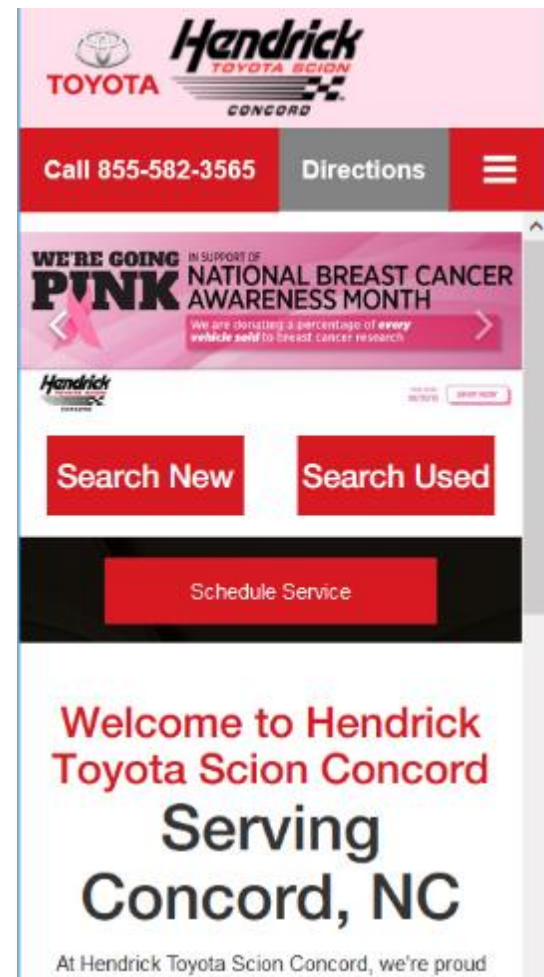 Hendrick
TOYOTA SCION
TOYOTA
CONCORD
Call 855-582-3565 Directions
WE'RE GOING
PINK
IN SUPPORT OF
NATIONAL BREAST CANCER
AWARENESS MONTH
We are donating a percentage of every
vehicle sold to breast cancer research
Hendrick
SHOP NOW
Search New Search Used
Schedule Service
Welcome to Hendrick
Toyota Scion Concord
Serving
Concord, NC
At Hendrick Toyota Scion Concord, we're proud